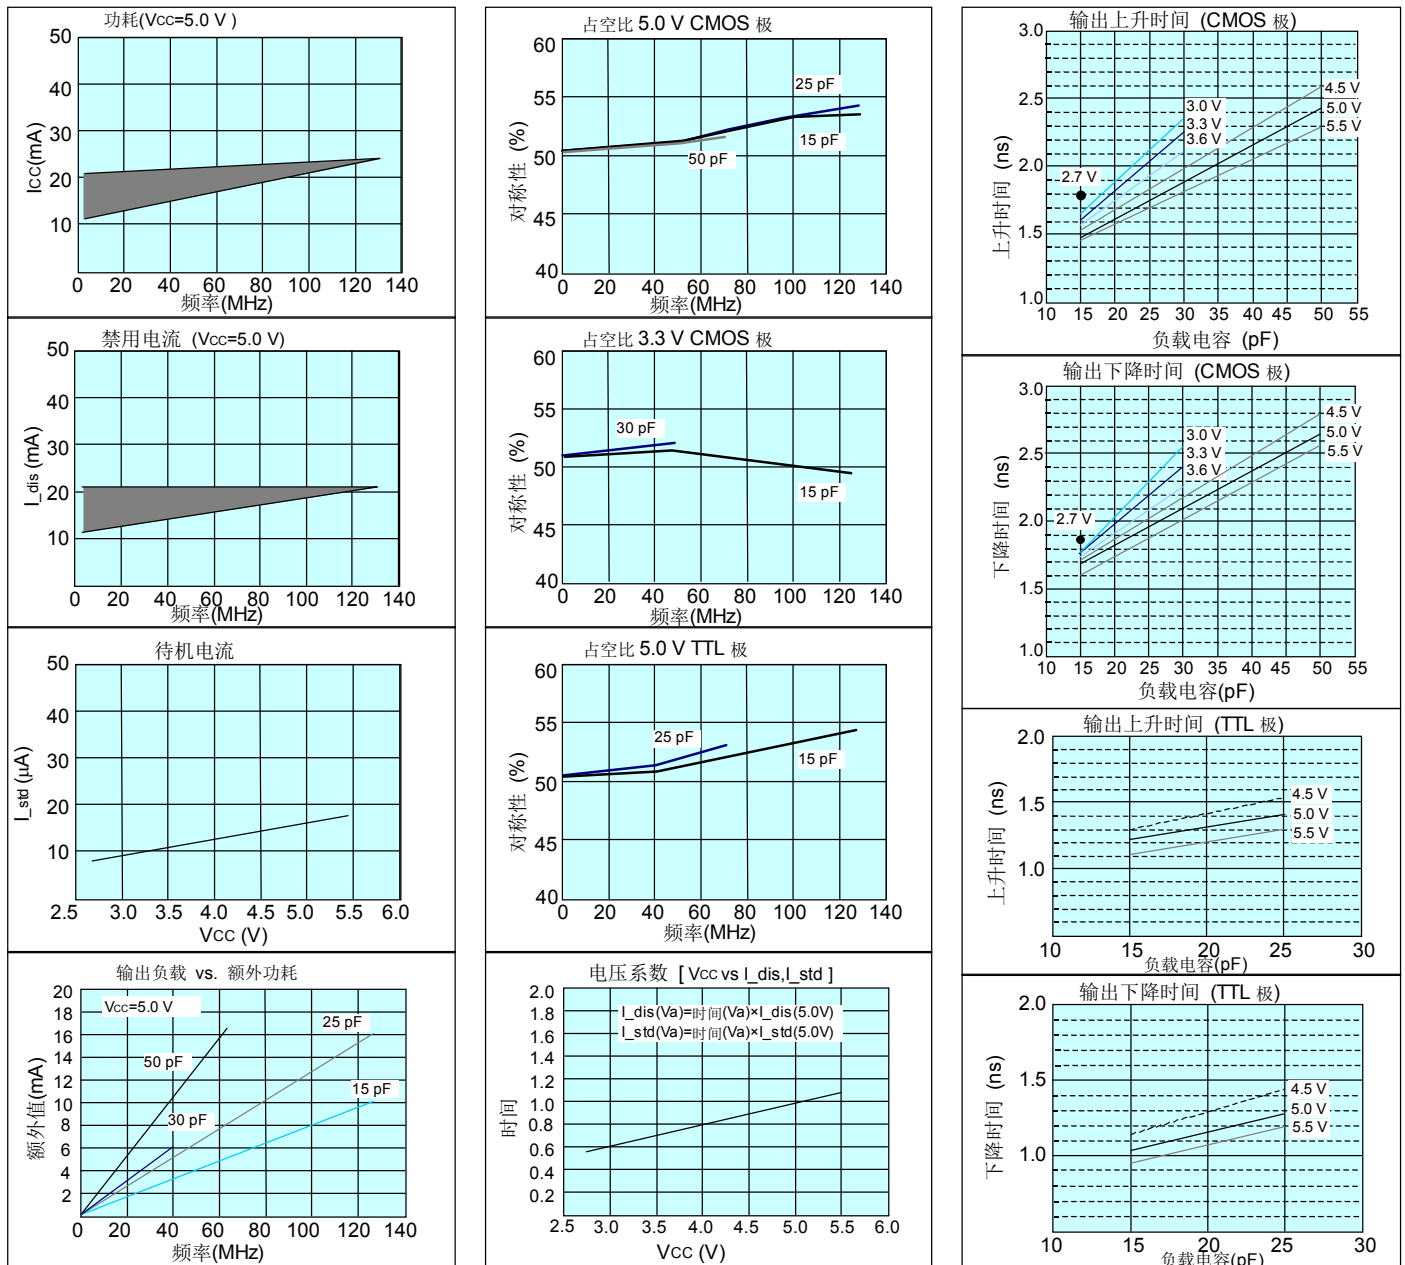 功耗(Vcc=5.0 V )
50
40
30
20
10
Icc(mA)
0 20 40 60 80 100 120 140
频率(MHz)
禁用电流 (Vcc=5.0 V)
50
40
30
20
10
I_dis (mA)
0 20 40 60 80 100 120 140
频率(MHz)
待机电流
50
40
30
20
10
I_std (µA)
2.5 3.0 3.5 4.0 4.5 5.0 5.5 6.0
Vcc (V)
输出负载 vs. 额外功耗
20
18
16
14
12
10
8
6
4
2
额外值(mA)
Vcc=5.0 V
25 pF
50 pF
15 pF
30 pF
0 20 40 60 80 100 120 140
频率(MHz)
占空比 5.0 V CMOS 极
60
55
50
45
40
对称性 (%)
25 pF
15 pF
50 pF
0 20 40 60 80 100 120 140
频率(MHz)
占空比 3.3 V CMOS 极
60
55
50
45
40
对称性 (%)
30 pF
15 pF
0 20 40 60 80 100 120 140
频率(MHz)
占空比 5.0 V TTL 极
60
55
50
45
40
对称性 (%)
25 pF
15 pF
0 20 40 60 80 100 120 140
频率(MHz)
电压系数 [ Vcc vs I_dis,I_std ]
2.0
1.8
1.6
1.4
1.2
1.0
0.8
0.6
0.4
0.2
时间
I_dis(Va)=时间(Va)×I_dis(5.0V)
I_std(Va)=时间(Va)×I_std(5.0V)
2.5 3.0 3.5 4.0 4.5 5.0 5.5 6.0
Vcc (V)
输出上升时间 (CMOS 极)
3.0
2.5
2.0
1.5
1.0
上升时间 (ns)
4.5 V
3.0 V
5.0 V
3.3 V
5.5 V
3.6 V
2.7 V
10 15 20 25 30 35 40 45 50 55
负载电容 (pF)
输出下降时间 (CMOS 极)
3.0
2.5
2.0
1.5
1.0
下降时间 (ns)
4.5 V
3.0 V
5.0 V
3.3 V
5.5 V
3.6 V
2.7 V
10 15 20 25 30 35 40 45 50 55
负载电容(pF)
输出上升时间 (TTL 极)
2.0
1.5
1.0
上升时间 (ns)
4.5 V
5.0 V
5.5 V
10 15 20 25 30
负载电容(pF)
输出下降时间 (TTL 极)
2.0
1.5
1.0
下降时间 (ns)
4.5 V
5.0 V
5.5 V
10 15 20 25 30
负载电容(pF)